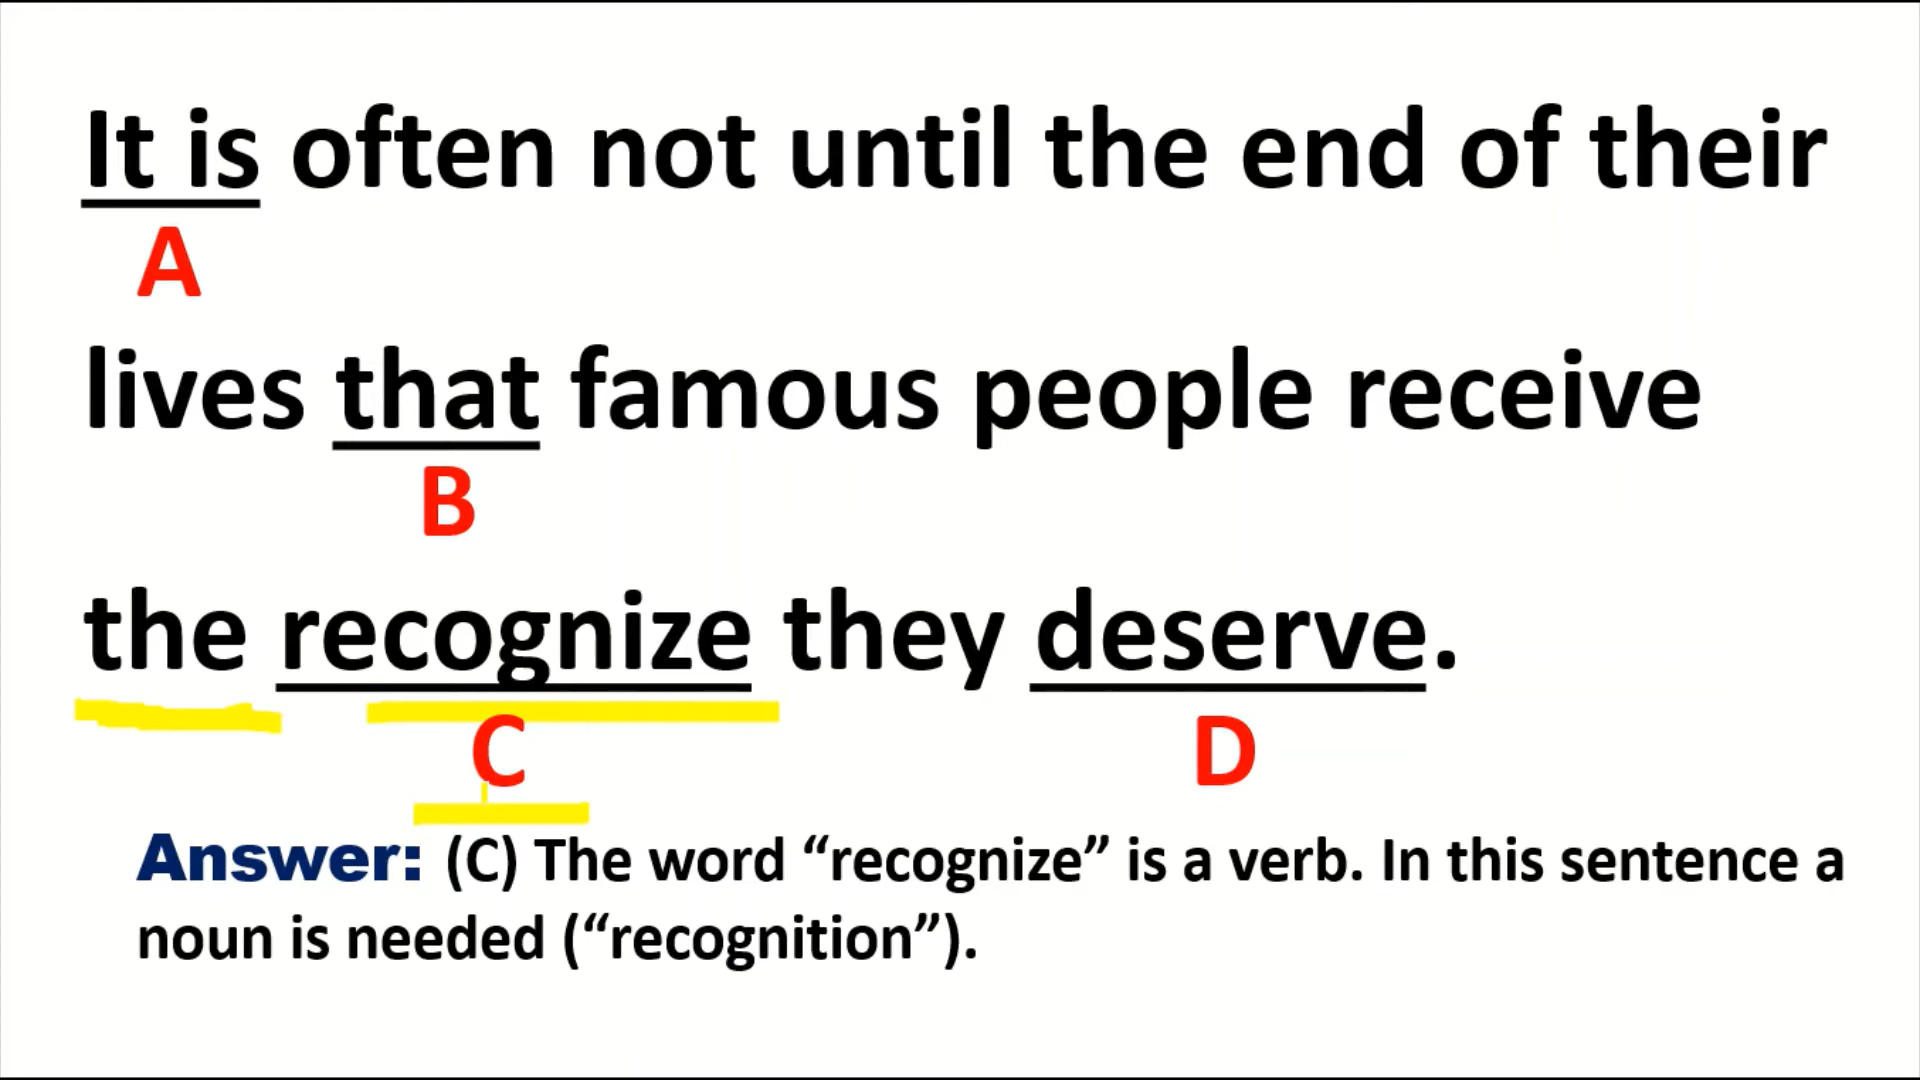 It is often not until the end of their
A
lives that famous people receive
B
the recognize they deserve.
C D
Answer: (C) The word “recognize” is a verb. In this sentence a
noun is needed (“recognition”).